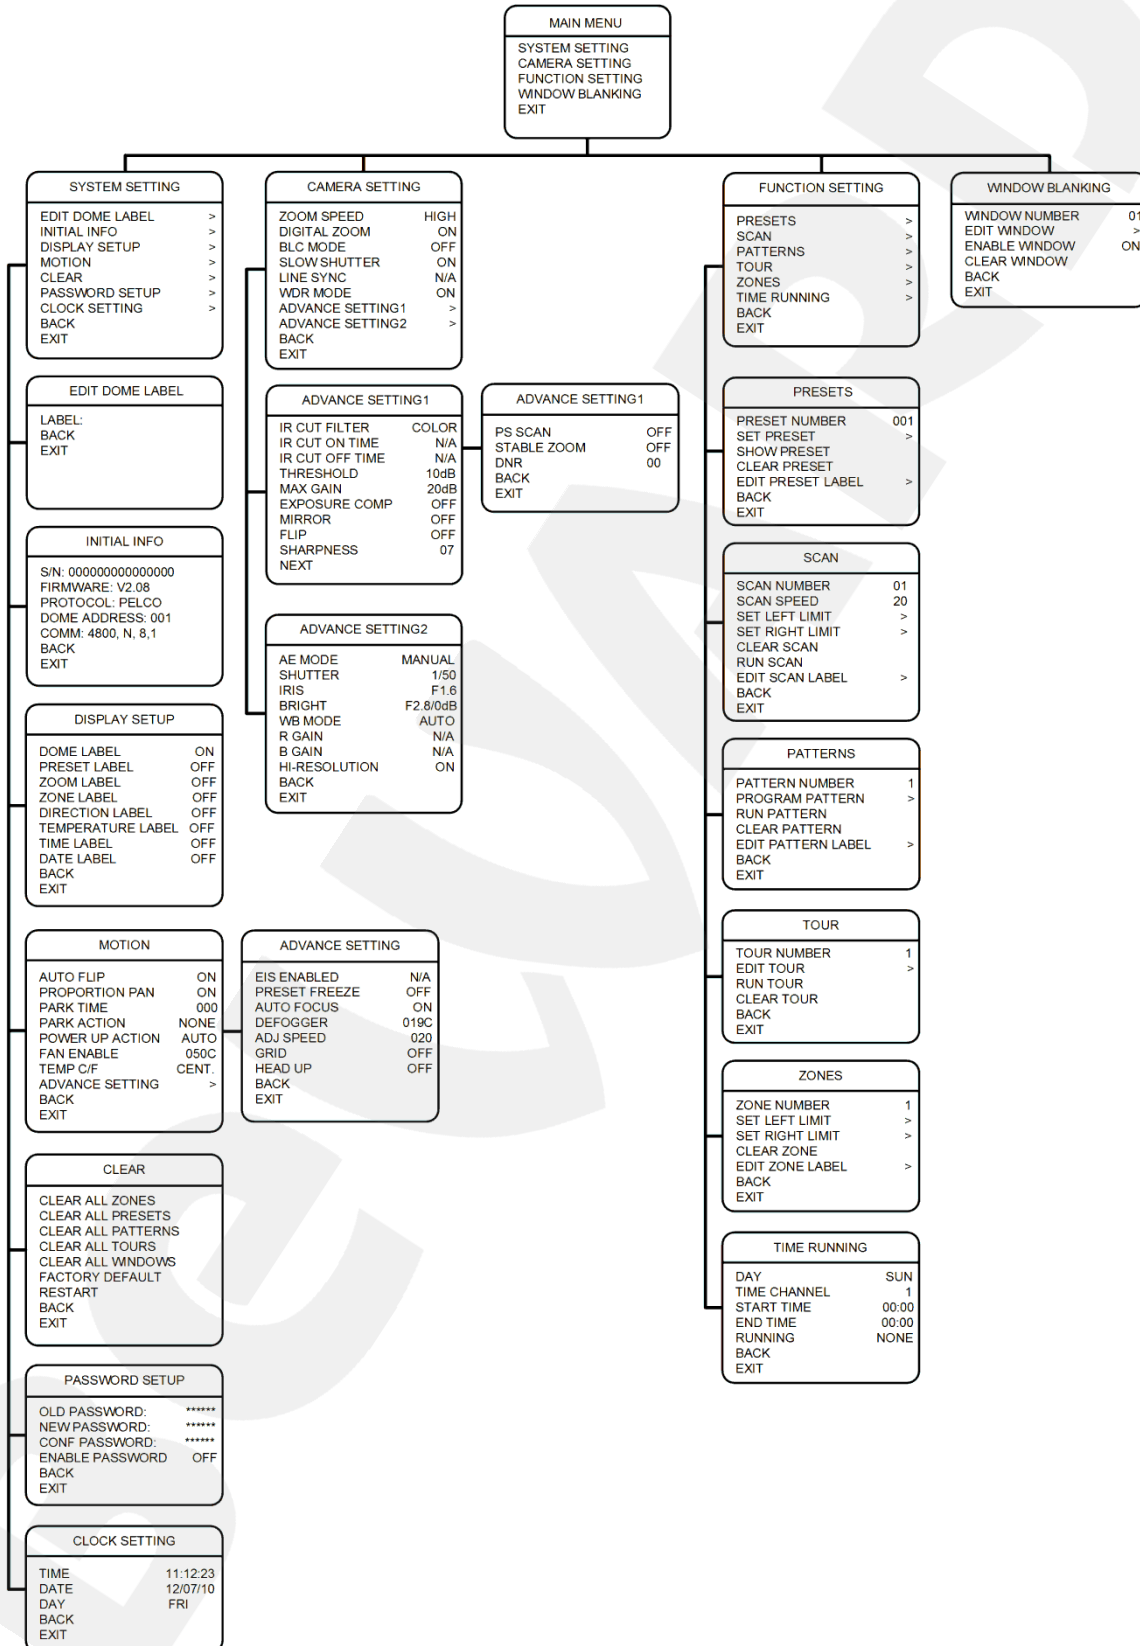 MAIN MENU
SYSTEM SETTING
CAMERA SETTING
FUNCTION SETTING
WINDOW BLANKING
EXIT
SYSTEM SETTING
EDIT DOME LABEL >
INITIAL INFO >
DISPLAY SETUP >
MOTION >
CLEAR >
PASSWORD SETUP >
CLOCK SETTING >
BACK
EXIT
EDIT DOME LABEL
LABEL:
BACK
EXIT
INITIAL INFO
S/N: 000000000000000
FIRMWARE: V2.08
PROTOCOL: PELCO
DOME ADDRESS: 001
COMM: 4800, N, 8,1
BACK
EXIT
DISPLAY SETUP
DOME LABEL ON
PRESET LABEL OFF
ZOOM LABEL OFF
ZONE LABEL OFF
DIRECTION LABEL OFF
TEMPERATURE LABEL OFF
TIME LABEL OFF
DATE LABEL OFF
BACK
EXIT
MOTION
AUTO FLIP ON
PROPORTION PAN ON
PARK TIME 000
PARK ACTION NONE
POWER UP ACTION AUTO
FAN ENABLE 050C
TEMP C/F CENT.
ADVANCE SETTING >
BACK
EXIT
ADVANCE SETTING
EIS ENABLED N/A
PRESET FREEZE OFF
AUTO FOCUS ON
DEFOGGER 019C
ADJ SPEED 020
GRID OFF
HEAD UP OFF
BACK
EXIT
CLEAR
CLEAR ALL ZONES
CLEAR ALL PRESETS
CLEAR ALL PATTERNS
CLEAR ALL TOURS
CLEAR ALL WINDOWS
FACTORY DEFAULT
RESTART
BACK
EXIT
PASSWORD SETUP
OLD PASSWORD: ******
NEW PASSWORD: ******
CONF PASSWORD: ******
ENABLE PASSWORD OFF
BACK
EXIT
CLOCK SETTING
TIME 11:12:23
DATE 12/07/10
DAY FRI
BACK
EXIT
CAMERA SETTING
ZOOM SPEED HIGH
DIGITAL ZOOM ON
BLC MODE OFF
SLOW SHUTTER ON
LINE SYNC N/A
WDR MODE ON
ADVANCE SETTING1 >
ADVANCE SETTING2 >
BACK
EXIT
ADVANCE SETTING1
IR CUT FILTER COLOR
IR CUT ON TIME N/A
IR CUT OFF TIME N/A
THRESHOLD 10dB
MAX GAIN 20dB
EXPOSURE COMP OFF
MIRROR OFF
FLIP OFF
SHARPNESS 07
NEXT
ADVANCE SETTING1
PS SCAN OFF
STABLE ZOOM OFF
DNR 00
BACK
EXIT
ADVANCE SETTING2
AE MODE MANUAL
SHUTTER 1/50
IRIS F1.6
BRIGHT F2.8/0dB
WB MODE AUTO
R GAIN N/A
B GAIN N/A
HI-RESOLUTION ON
BACK
EXIT
FUNCTION SETTING
PRESETS >
SCAN >
PATTERNS >
TOUR >
ZONES >
TIME RUNNING >
BACK
EXIT
PRESETS
PRESET NUMBER 001
SET PRESET >
SHOW PRESET
CLEAR PRESET
EDIT PRESET LABEL >
BACK
EXIT
SCAN
SCAN NUMBER 01
SCAN SPEED 20
SET LEFT LIMIT >
SET RIGHT LIMIT >
CLEAR SCAN
RUN SCAN
EDIT SCAN LABEL >
BACK
EXIT
PATTERNS
PATTERN NUMBER 1
PROGRAM PATTERN >
RUN PATTERN
CLEAR PATTERN
EDIT PATTERN LABEL >
BACK
EXIT
TOUR
TOUR NUMBER 1
EDIT TOUR >
RUN TOUR
CLEAR TOUR
BACK
EXIT
ZONES
ZONE NUMBER 1
SET LEFT LIMIT >
SET RIGHT LIMIT >
CLEAR ZONE
EDIT ZONE LABEL >
BACK
EXIT
TIME RUNNING
DAY SUN
TIME CHANNEL 1
START TIME 00:00
END TIME 00:00
RUNNING NONE
BACK
EXIT
WINDOW BLANKING
WINDOW NUMBER 01
EDIT WINDOW >
ENABLE WINDOW ON
CLEAR WINDOW
BACK
EXIT